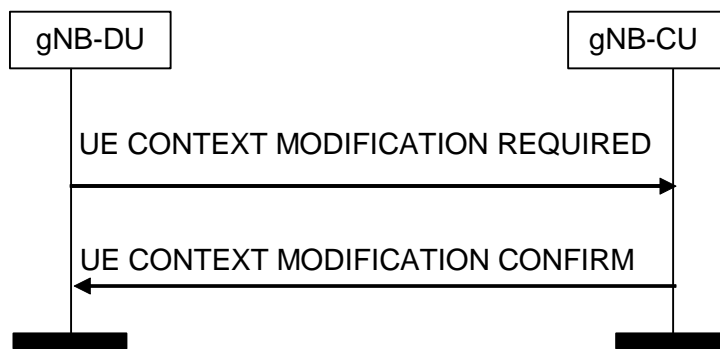 gNB-DU
gNB-CU
UE CONTEXT MODIFICATION REQUIRED
UE CONTEXT MODIFICATION CONFIRM